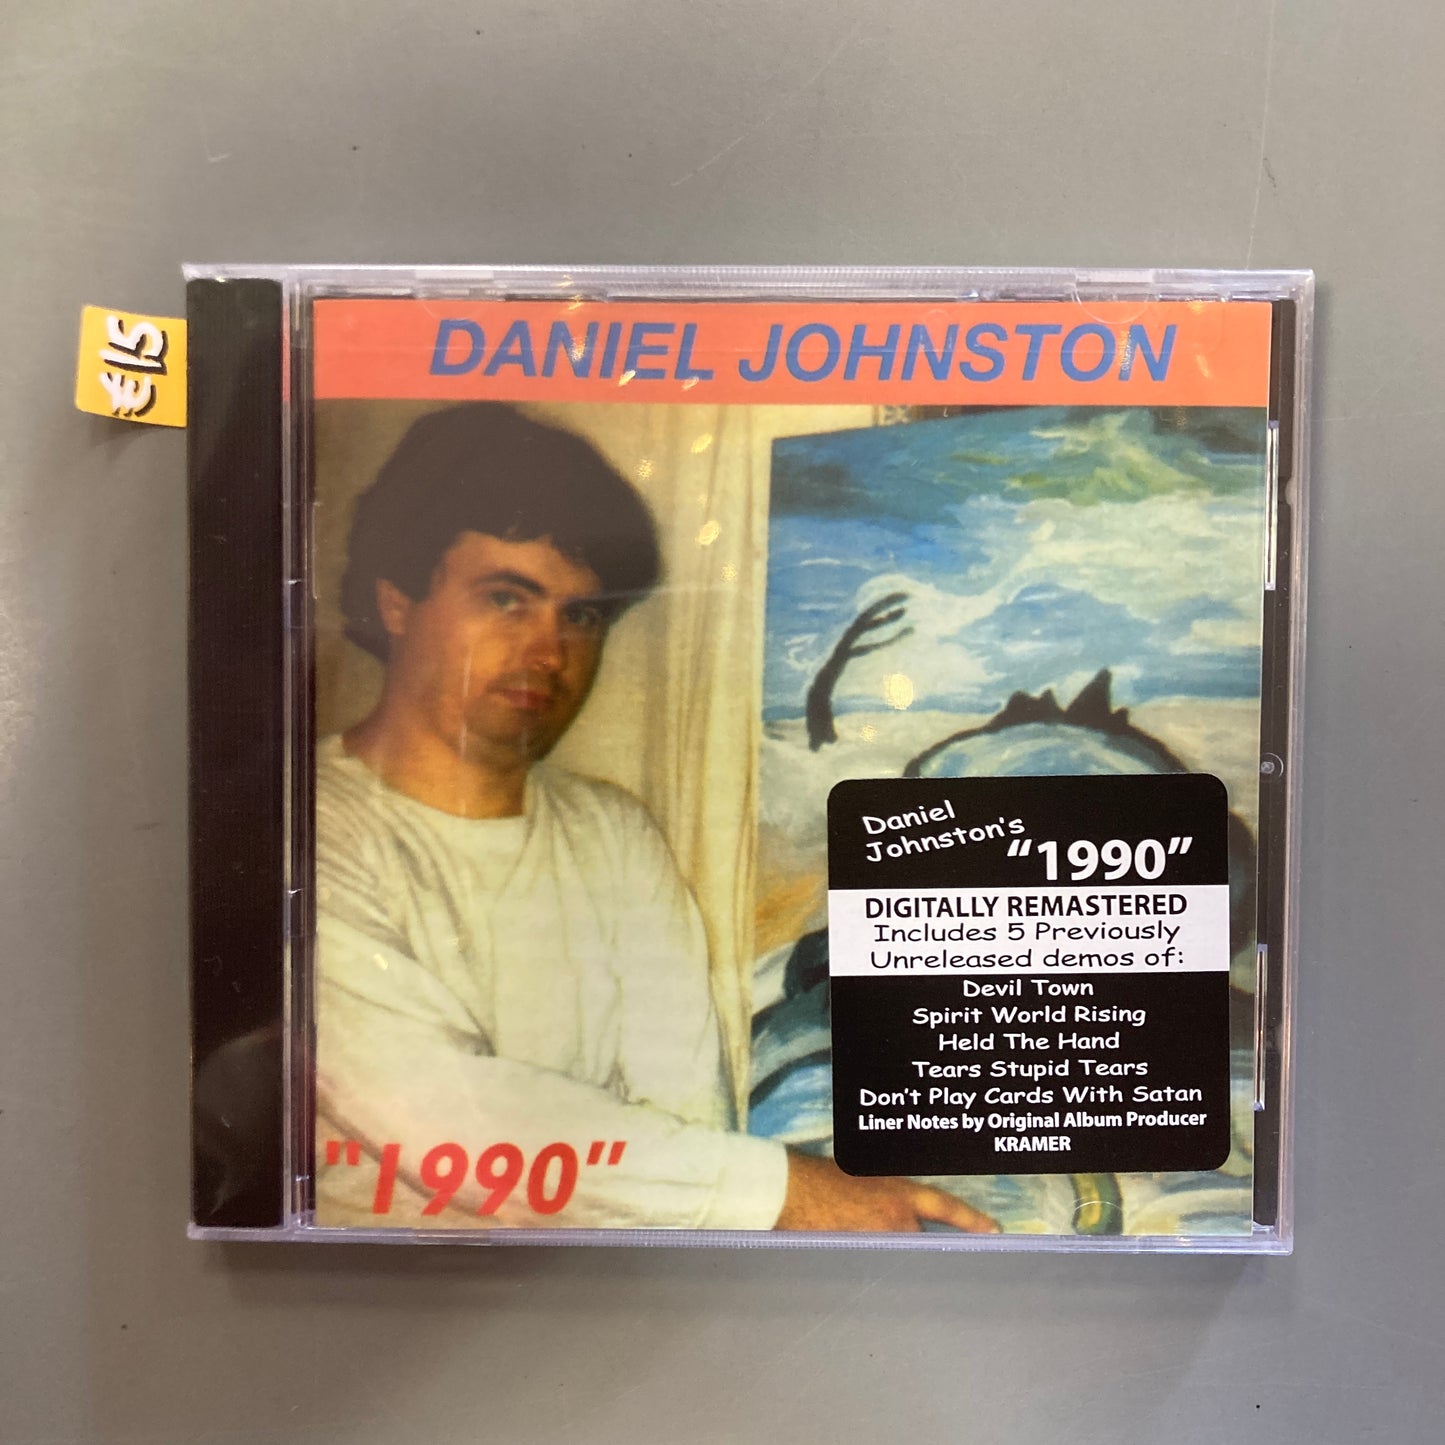 €15
DANIEL JOHNSTON
Daniel
Johnston's
“1990”
DIGITALLY REMASTERED
Includes 5 Previously
Unreleased demos of:
Devil Town
Spirit World Rising
Held The Hand
Tears Stupid Tears
Don't Play Cards With Satan
Liner Notes by Original Album Producer
KRAMER
"1990"